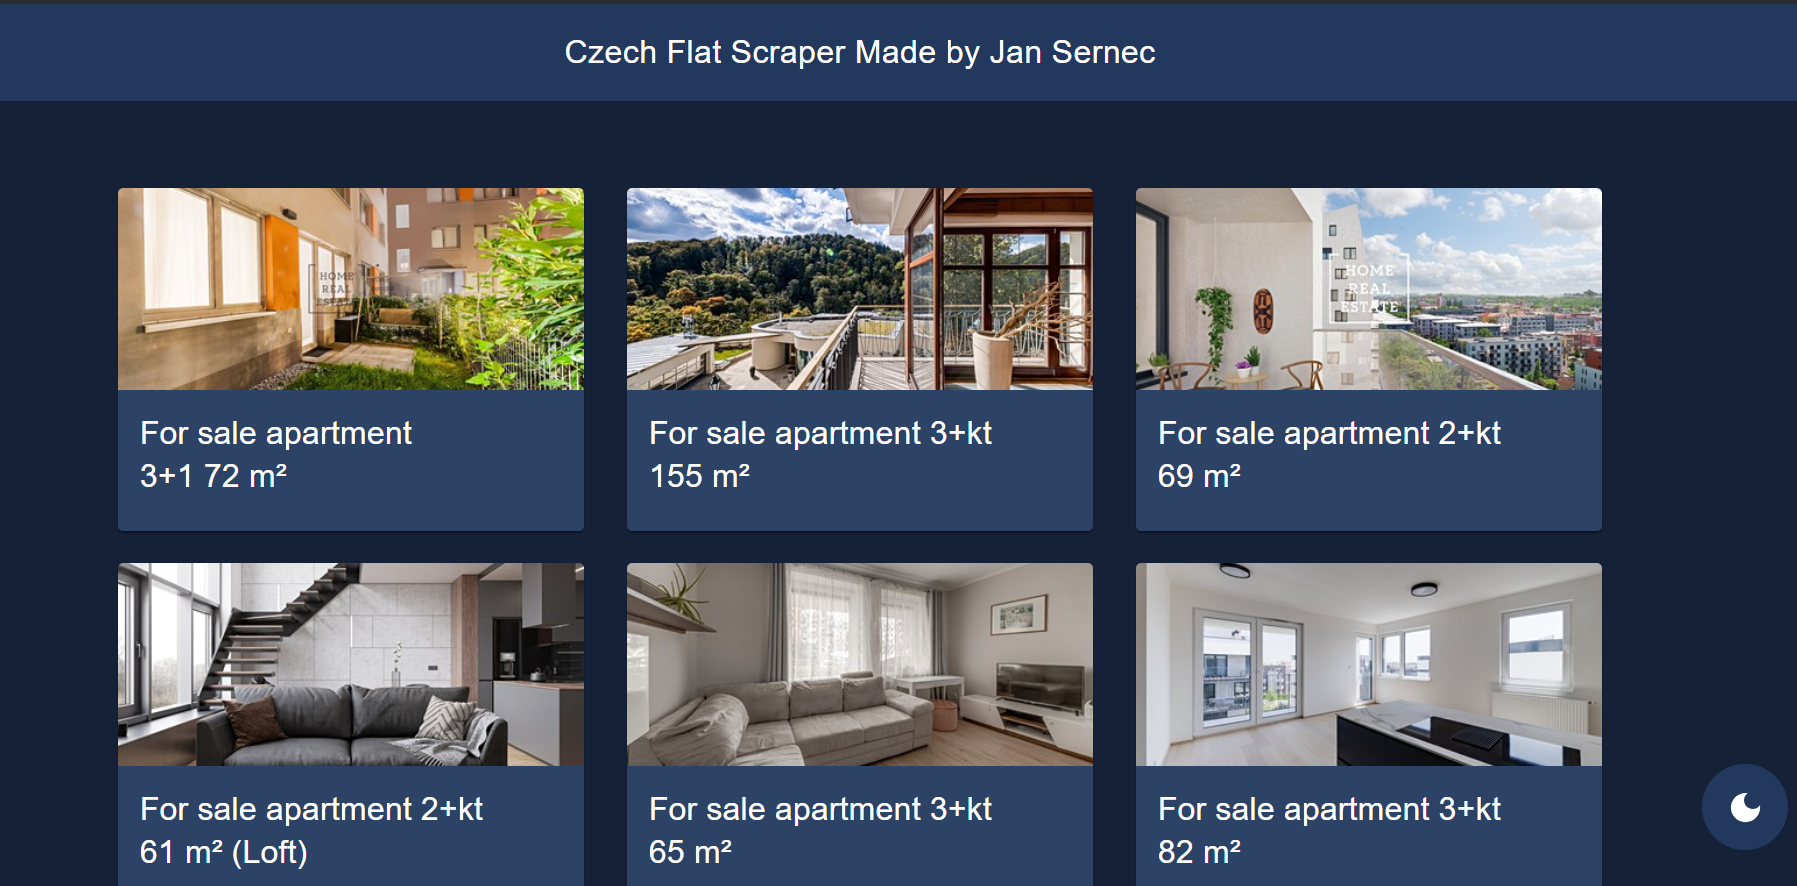 Czech Flat Scraper Made by Jan Sernec
HOME
REAL
ESTATE
HOME
REAL
ESTATE
For sale apartment
3+1 72 m²
For sale apartment 3+kt
155 m²
For sale apartment 2+kt
69 m²
For sale apartment 2+kt
61 m² (Loft)
For sale apartment 3+kt
65 m²
For sale apartment 3+kt
82 m²